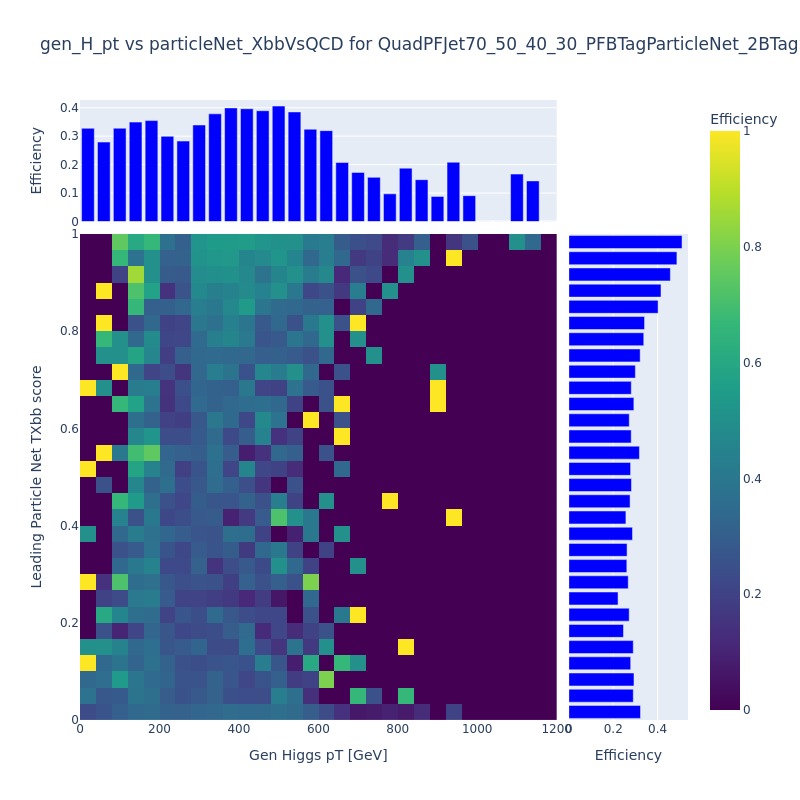 gen_H_pt vs particleNet_XbbVsQCD for QuadPFJet70_50_40_30_PFBTagParticleNet_2BTag
Efficiency
0.4
0.3
0.2
0.1
0
Efficiency
1
0.8
0.6
0.4
0.2
0
Leading Particle Net TXbb score
1
0.8
0.6
0.4
0.2
0
0 200 400 600 800 1000 1200
Gen Higgs pT [GeV]
0 0.2 0.4
Efficiency